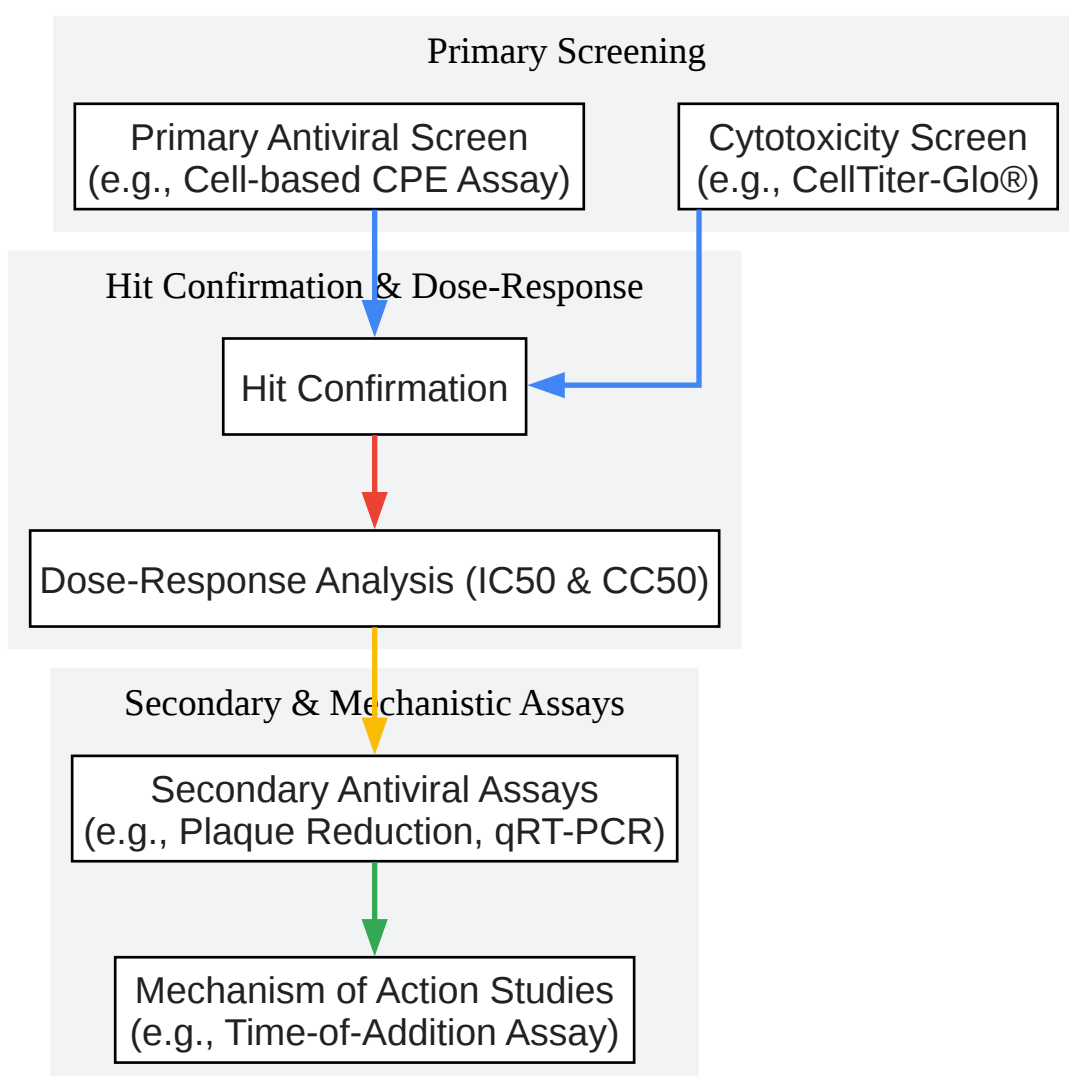 Primary Screening
Primary Antiviral Screen
(e.g., Cell-based CPE Assay)
Cytotoxicity Screen
(e.g., CellTiter-Glo®)
Hit Confirmation & Dose-Response
Hit Confirmation
Dose-Response Analysis (IC50 & CC50)
Secondary & Mechanistic Assays
Secondary Antiviral Assays
(e.g., Plaque Reduction, qRT-PCR)
Mechanism of Action Studies
(e.g., Time-of-Addition Assay)